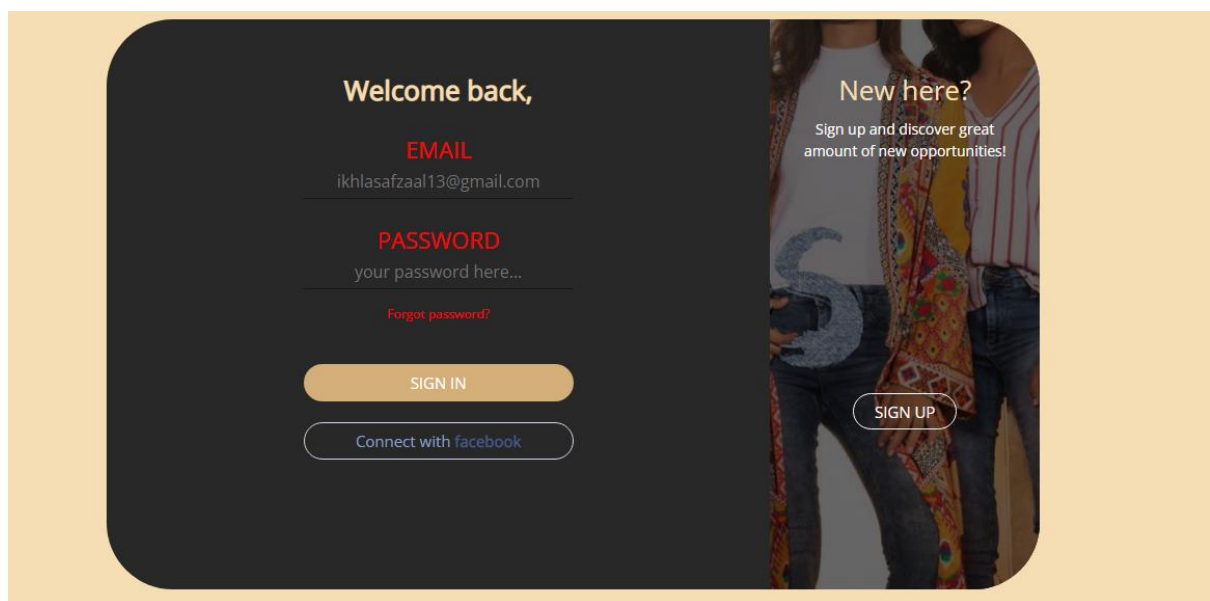 Welcome back,
EMAIL
ikhlasafzaal13@gmail.com
PASSWORD
your password here...
Forgot password?
SIGN IN
Connect with facebook
New here?
Sign up and discover great
amount of new opportunities!
SIGN UP